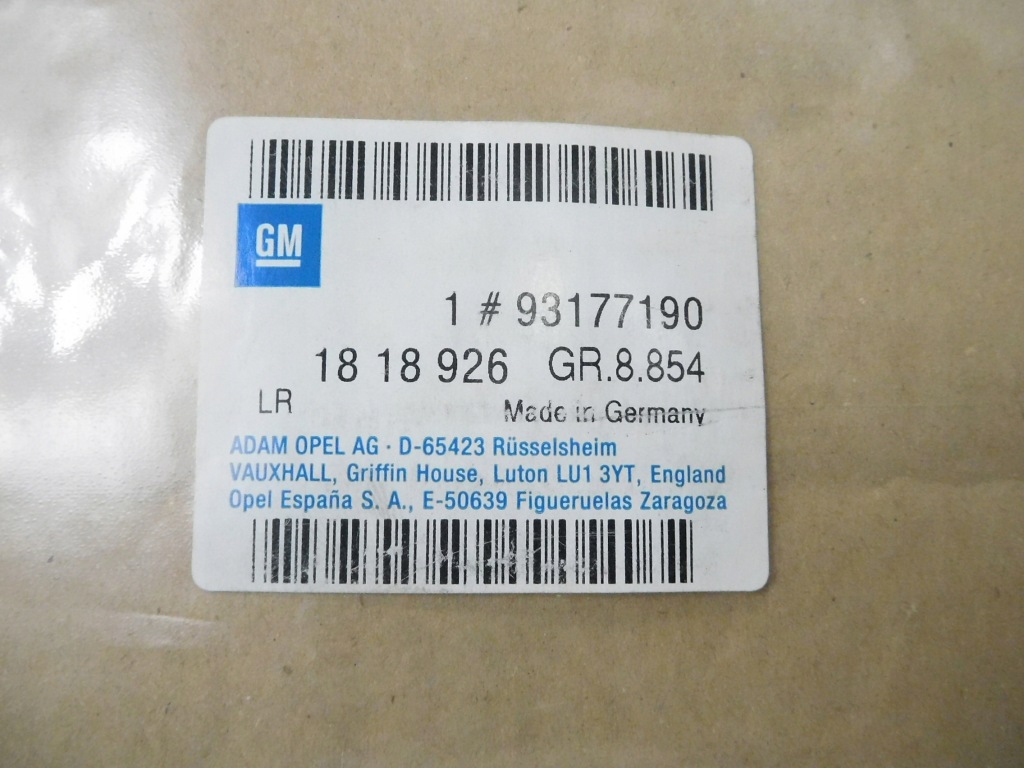 GM
1 # 93177190
18 18 926 GR.8.854
LR Made in Germany
ADAM OPEL AG · D-65423 Rüsselsheim
VAUXHALL, Griffin House, Luton LU1 3YT, England
Opel España S. A., E-50639 Figueruelas Zaragoza